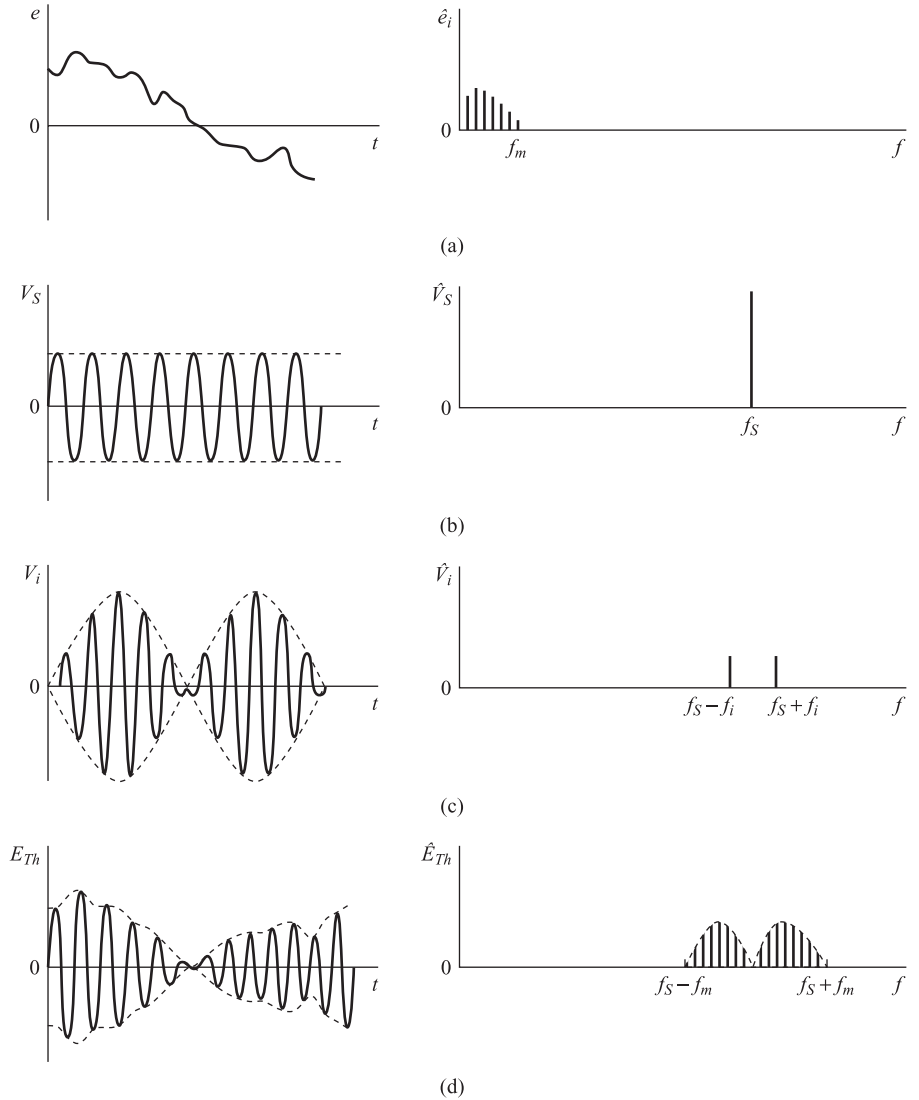 e
0
t
ê_i
0
f_m
f
(a)
V_S
0
t
V̂_S
0
f_S
f
(b)
V_i
0
t
V̂_i
0
f_S − f_i
f_S + f_i
f
(c)
E_Th
0
t
Ê_Th
0
f_S − f_m
f_S + f_m
f
(d)